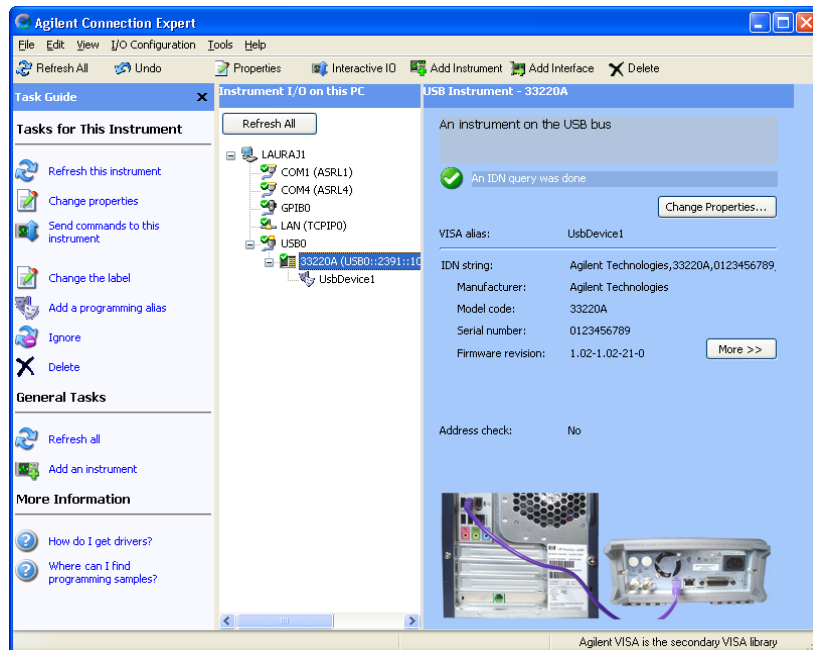 Agilent Connection Expert
File Edit View I/O Configuration Tools Help
Refresh All Undo Properties Interactive IO Add Instrument Add Interface Delete
Task Guide
Tasks for This Instrument
Refresh this instrument
Change properties
Send commands to this
instrument
Change the label
Add a programming alias
Ignore
Delete
General Tasks
Refresh all
Add an instrument
More Information
How do I get drivers?
Where can I find
programming samples?
Instrument I/O on this PC
Refresh All
LAURAJ1
COM1 (ASRL1)
COM4 (ASRL4)
GPIB0
LAN (TCPIP0)
USB0
33220A (USB0::2391::10
UsbDevice1
USB Instrument - 33220A
An instrument on the USB bus
An IDN query was done
Change Properties...
VISA alias: UsbDevice1
IDN string: Agilent Technologies,33220A,0123456789,
Manufacturer: Agilent Technologies
Model code: 33220A
Serial number: 0123456789
Firmware revision: 1.02-1.02-21-0
More >>
Address check: No
Agilent VISA is the secondary VISA library